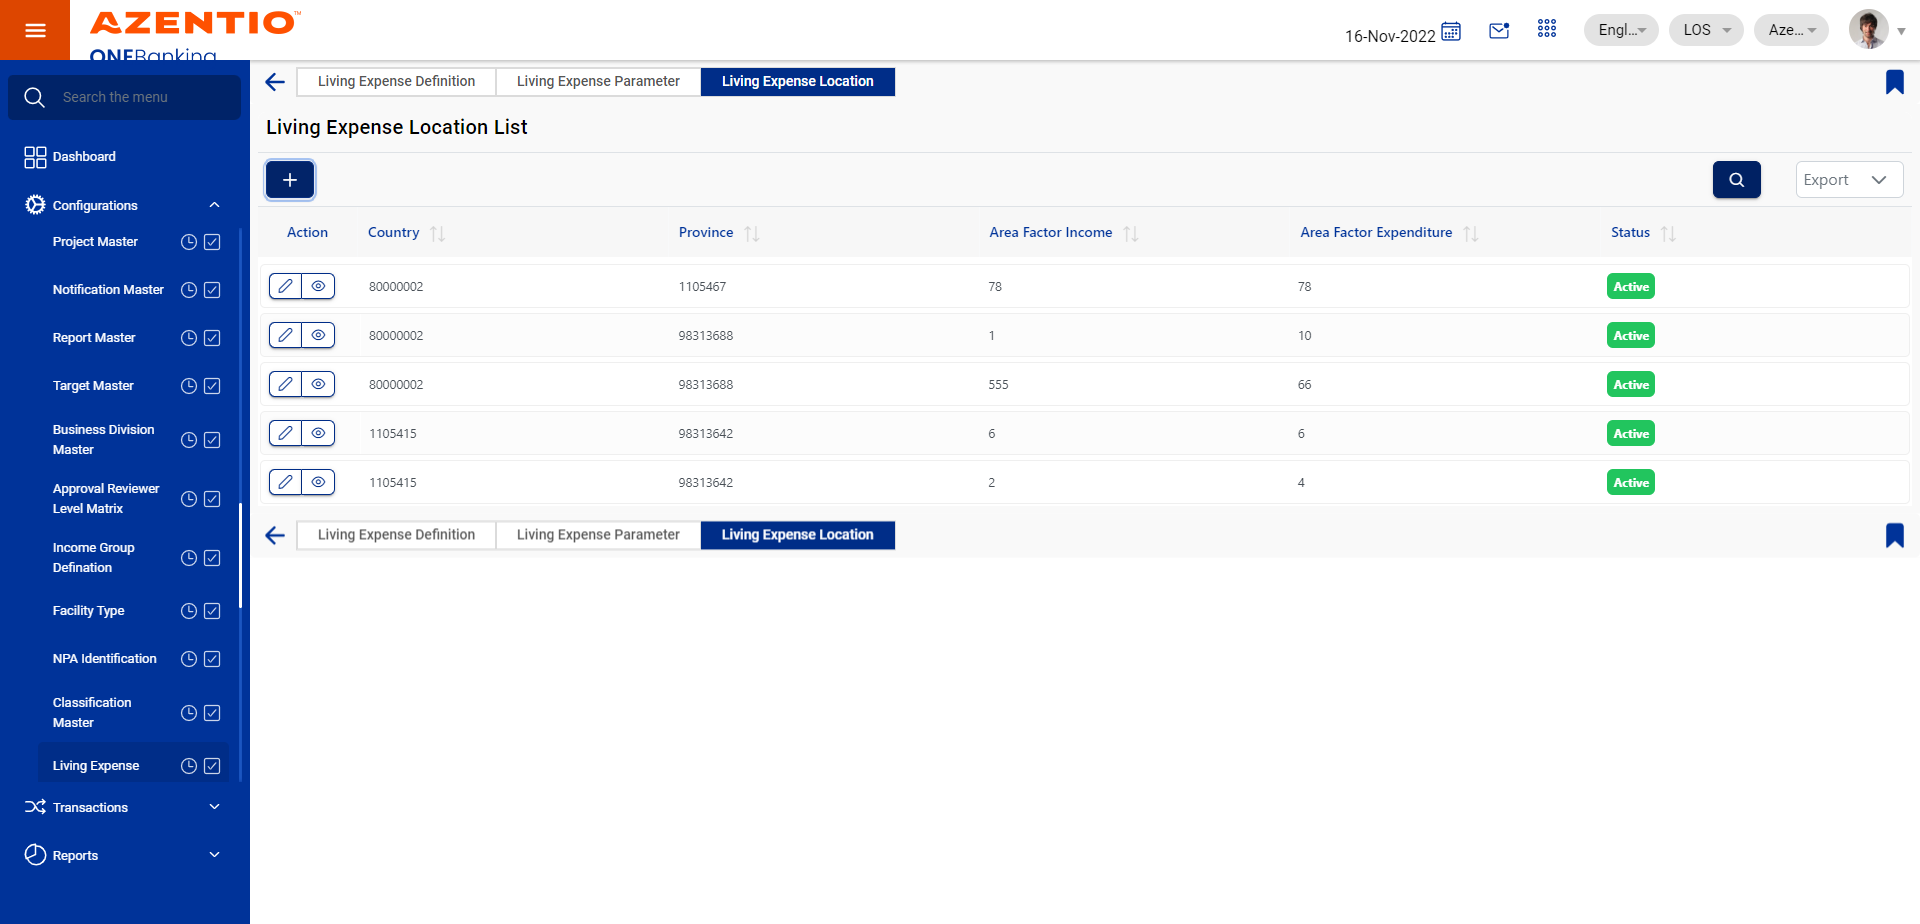 AZENTIO™
ONEBanking
16-Nov-2022
Engl...
LOS
Aze...
Search the menu
Dashboard
Configurations
Project Master
Notification Master
Report Master
Target Master
Business Division
Master
Approval Reviewer
Level Matrix
Income Group
Defination
Facility Type
NPA Identification
Classification
Master
Living Expense
Transactions
Reports
Living Expense Definition
Living Expense Parameter
Living Expense Location
Living Expense Location List
+
Export
Action Country Province Area Factor Income Area Factor Expenditure Status
80000002 1105467 78 78 Active
80000002 98313688 1 10 Active
80000002 98313688 555 66 Active
1105415 98313642 6 6 Active
1105415 98313642 2 4 Active
Living Expense Definition
Living Expense Parameter
Living Expense Location